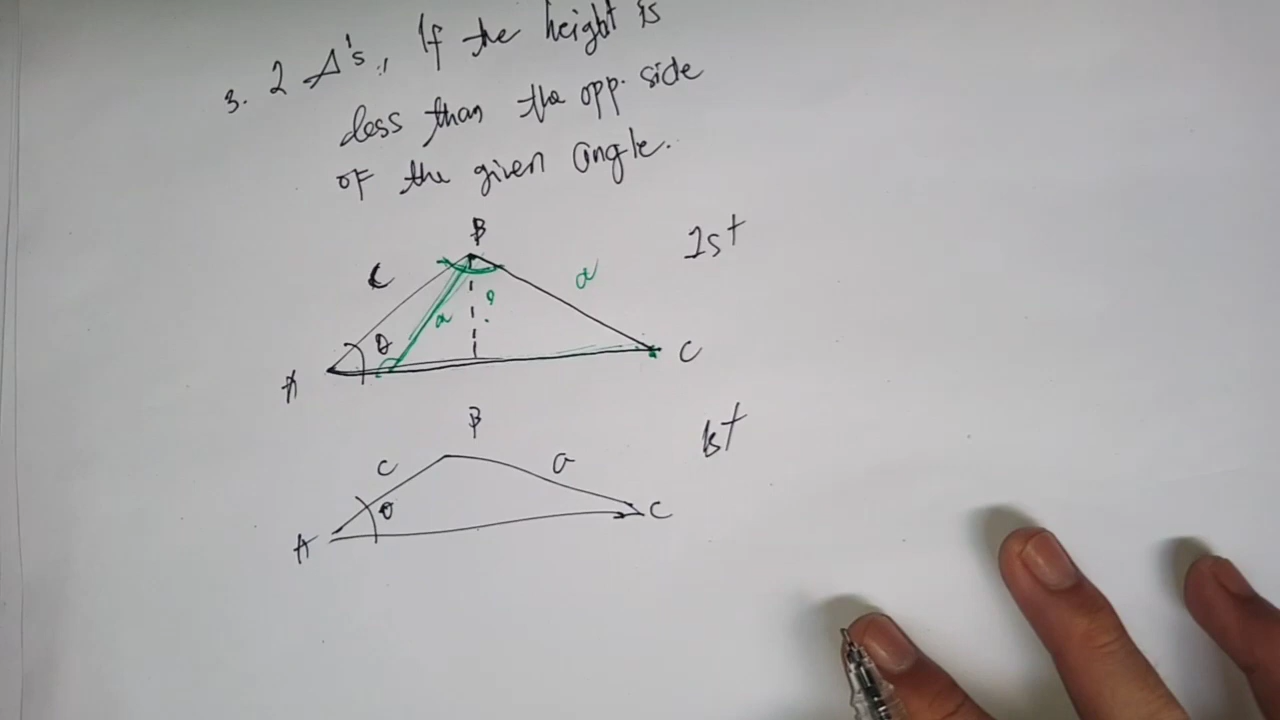 3. 2 Δ's, If the height is
less than the opp. side
of the given angle.
B
1st
c
a
a
?
θ
A
C
B
1st
c
a
θ
A
C